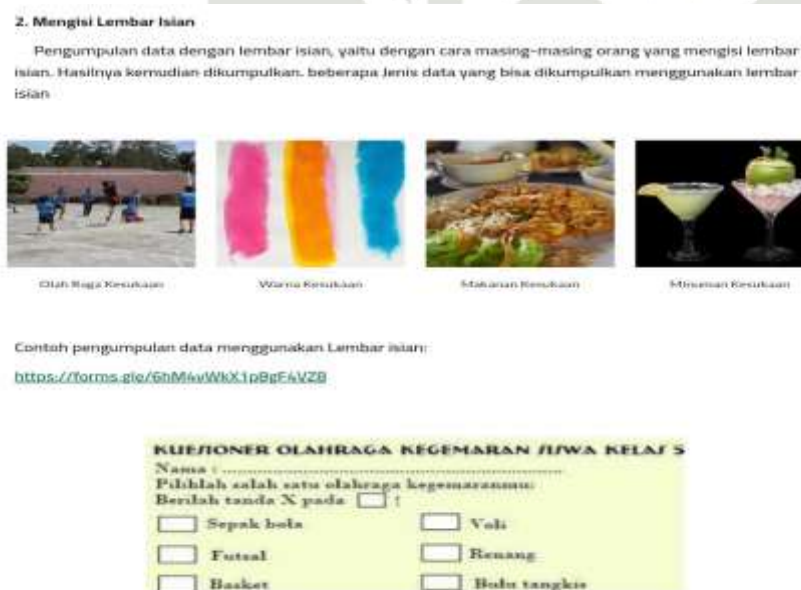 2. Mengisi Lembar Isian
Pengumpulan data dengan lembar isian, yaitu dengan cara masing-masing orang yang mengisi lembar
isian. Hasilnya kemudian dikumpulkan. beberapa Jenis data yang bisa dikumpulkan menggunakan lembar
isian
Olah Raga Kesukaan
Warna Kesukaan
Makanan Kesukaan
Minuman Kesukaan
Contoh pengumpulan data menggunakan Lembar isian:
https://forms.gle/6hM4vWkX1pBgF4VZ8
KUESIONER OLAHRAGA KEGEMARAN SISWA KELAS 5
Nama : ..........................................................
Pilihlah salah satu olahraga kegemaranmu:
Berilah tanda X pada !
Sepak bola
Voli
Futsal
Renang
Basket
Bulu tangkis